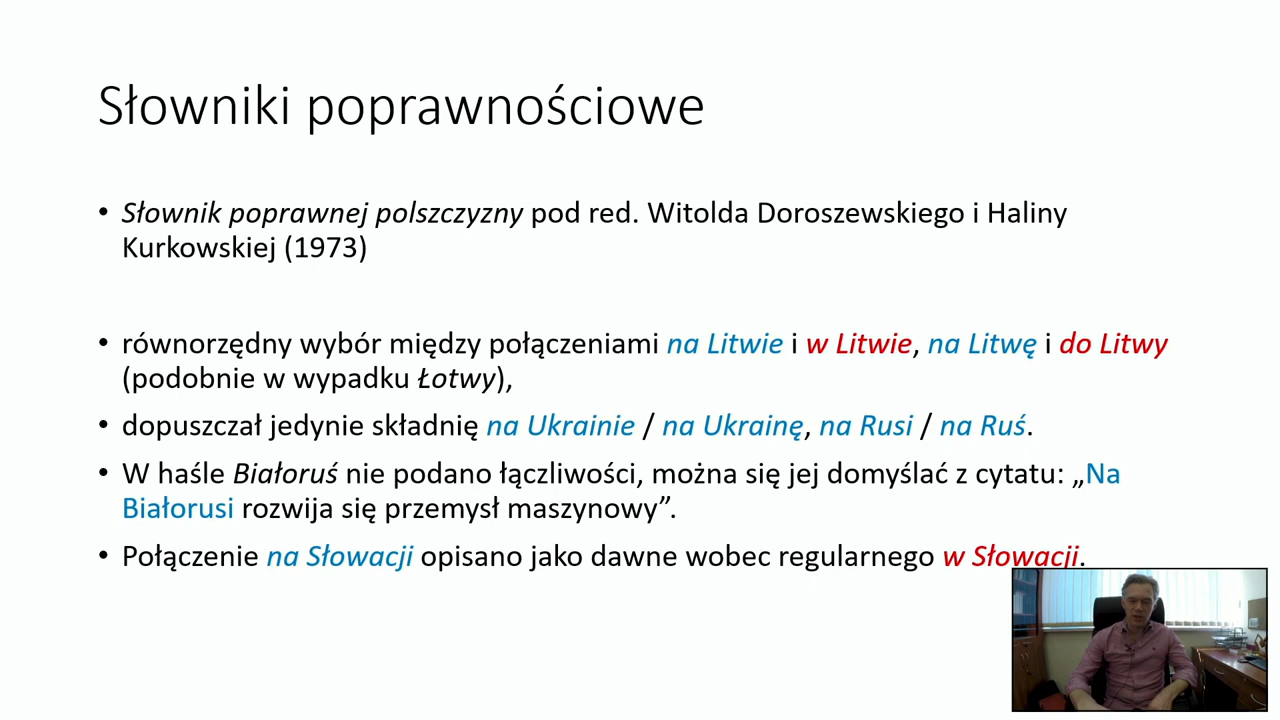 Słowniki poprawnościowe
• Słownik poprawnej polszczyzny pod red. Witolda Doroszewskiego i Haliny
Kurkowskiej (1973)
• równorzędny wybór między połączeniami na Litwie i w Litwie, na Litwę i do Litwy
(podobnie w wypadku Łotwy),
• dopuszczał jedynie składnię na Ukrainie / na Ukrainę, na Rusi / na Ruś.
• W haśle Białoruś nie podano łączliwości, można się jej domyślać z cytatu: „Na
Białorusi rozwija się przemysł maszynowy”.
• Połączenie na Słowacji opisano jako dawne wobec regularnego w Słowacji.